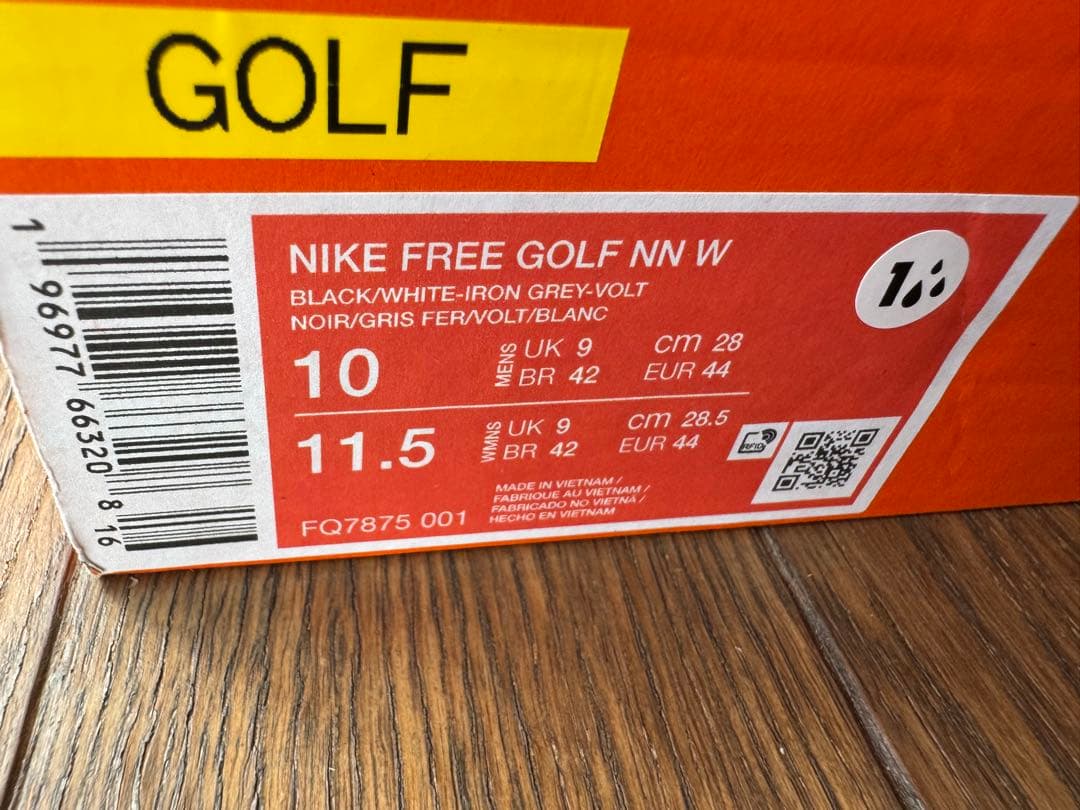 GOLF
NIKE FREE GOLF NN W
BLACK/WHITE-IRON GREY-VOLT
NOIR/GRIS FER/VOLT/BLANC
10 MENS UK 9 cm 28
BR 42 EUR 44
11.5 WMNS UK 9 cm 28.5
BR 42 EUR 44
RFID
MADE IN VIETNAM /
FABRIQUE AU VIETNAM /
FABRICADO NO VIETNÃ /
HECHO EN VIETNAM
FQ7875 001
1 96977 66320 8 16
1